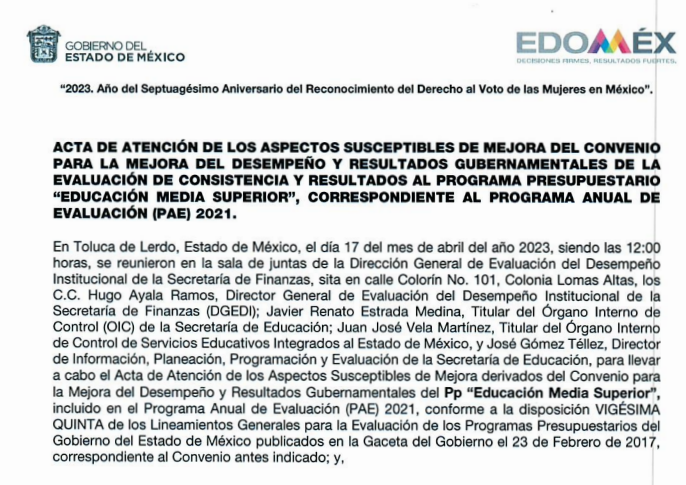 GOBIERNO DEL
ESTADO DE MÉXICO
EDOMÉX
DECISIONES FIRMES, RESULTADOS FUERTES.
“2023. Año del Septuagésimo Aniversario del Reconocimiento del Derecho al Voto de las Mujeres en México”.
ACTA DE ATENCIÓN DE LOS ASPECTOS SUSCEPTIBLES DE MEJORA DEL CONVENIO
PARA LA MEJORA DEL DESEMPEÑO Y RESULTADOS GUBERNAMENTALES DE LA
EVALUACIÓN DE CONSISTENCIA Y RESULTADOS AL PROGRAMA PRESUPUESTARIO
“EDUCACIÓN MEDIA SUPERIOR”, CORRESPONDIENTE AL PROGRAMA ANUAL DE
EVALUACIÓN (PAE) 2021.
En Toluca de Lerdo, Estado de México, el día 17 del mes de abril del año 2023, siendo las 12:00
horas, se reunieron en la sala de juntas de la Dirección General de Evaluación del Desempeño
Institucional de la Secretaría de Finanzas, sita en calle Colorín No. 101, Colonia Lomas Altas, los
C.C. Hugo Ayala Ramos, Director General de Evaluación del Desempeño Institucional de la
Secretaría de Finanzas (DGEDI); Javier Renato Estrada Medina, Titular del Órgano Interno de
Control (OIC) de la Secretaría de Educación; Juan José Vela Martínez, Titular del Órgano Interno
de Control de Servicios Educativos Integrados al Estado de México, y José Gómez Téllez, Director
de Información, Planeación, Programación y Evaluación de la Secretaría de Educación, para llevar
a cabo el Acta de Atención de los Aspectos Susceptibles de Mejora derivados del Convenio para
la Mejora del Desempeño y Resultados Gubernamentales del Pp “Educación Media Superior”,
incluido en el Programa Anual de Evaluación (PAE) 2021, conforme a la disposición VIGÉSIMA
QUINTA de los Lineamientos Generales para la Evaluación de los Programas Presupuestarios del
Gobierno del Estado de México publicados en la Gaceta del Gobierno el 23 de Febrero de 2017,
correspondiente al Convenio antes indicado; y,